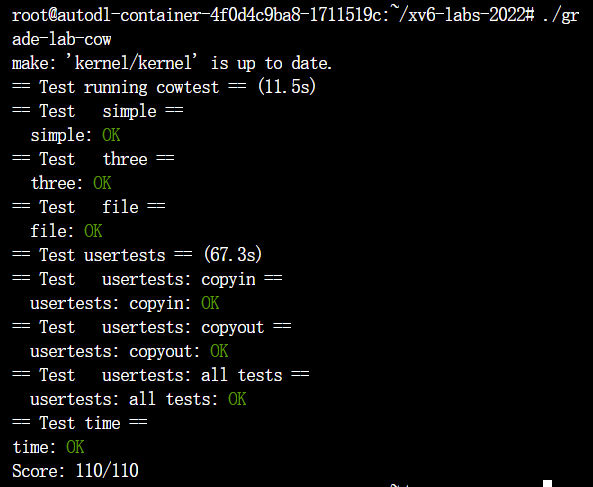 root@autodl-container-4f0d4c9ba8-1711519c:~/xv6-labs-2022# ./gr
ade-lab-cow
make: 'kernel/kernel' is up to date.
== Test running cowtest == (11.5s)
== Test   simple ==
  simple: OK
== Test   three ==
  three: OK
== Test   file ==
  file: OK
== Test usertests == (67.3s)
== Test   usertests: copyin ==
  usertests: copyin: OK
== Test   usertests: copyout ==
  usertests: copyout: OK
== Test   usertests: all tests ==
  usertests: all tests: OK
== Test time ==
time: OK
Score: 110/110